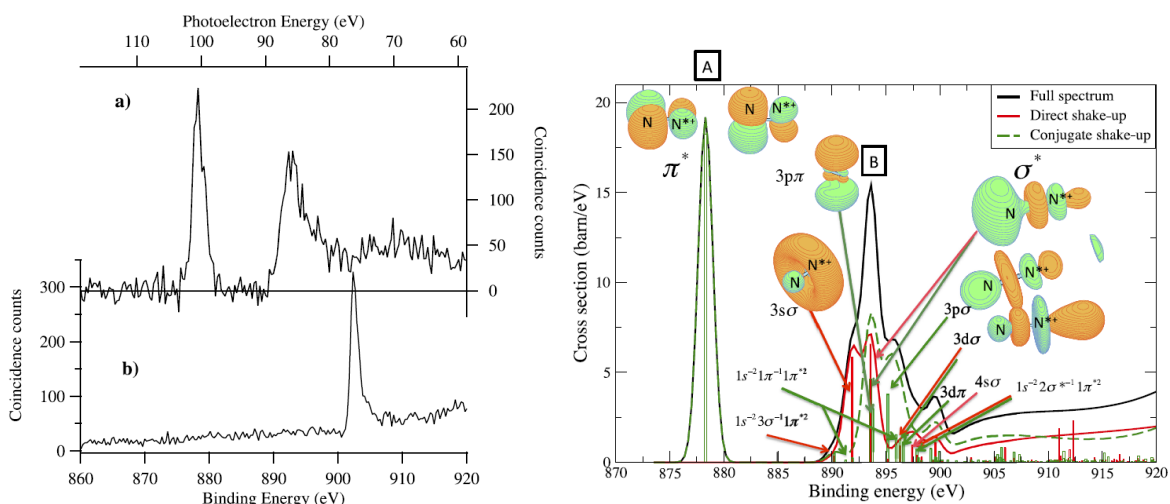 Photoelectron Energy (eV)
110 100 90 80 70 60
a)
200
150
100
50
0
Coincidence counts
300
200
100
0
Coincidence counts
b)
860 870 880 890 900 910 920
Binding Energy (eV)
A
B
20
15
10
5
0
Cross section (barn/eV)
Full spectrum
Direct shake-up
Conjugate shake-up
N N*+
N N*+
π*
3pπ
σ*
N N*+
N*+
N
3sσ
N N*+
N N*+
3pσ
3dσ
1s⁻²1π⁻¹1π*²
3dπ
4sσ
1s⁻²2σ*⁻¹1π*²
1s⁻²3σ⁻¹1π*²
870 875 880 885 890 895 900 905 910 915 920
Binding energy (eV)